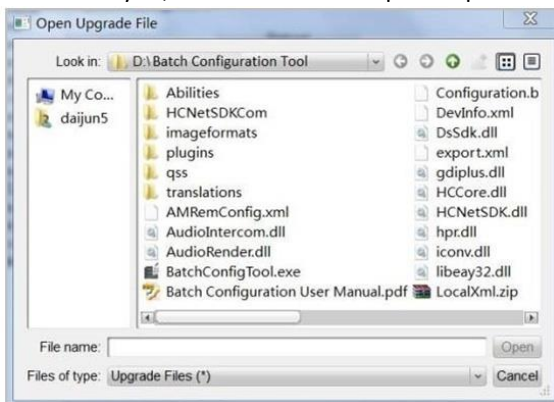 Open Upgrade File
Look in: D:\Batch Configuration Tool
My Co...
daijun5
Abilities
HCNetSDKCom
imageformats
plugins
qss
translations
AMRemConfig.xml
AudioIntercom.dll
AudioRender.dll
BatchConfigTool.exe
Batch Configuration User Manual.pdf
Configuration.b
DevInfo.xml
DsSdk.dll
export.xml
gdiplus.dll
HCCore.dll
HCNetSDK.dll
hpr.dll
iconv.dll
libeay32.dll
LocalXml.zip
File name:
Open
Files of type: Upgrade Files (*)
Cancel